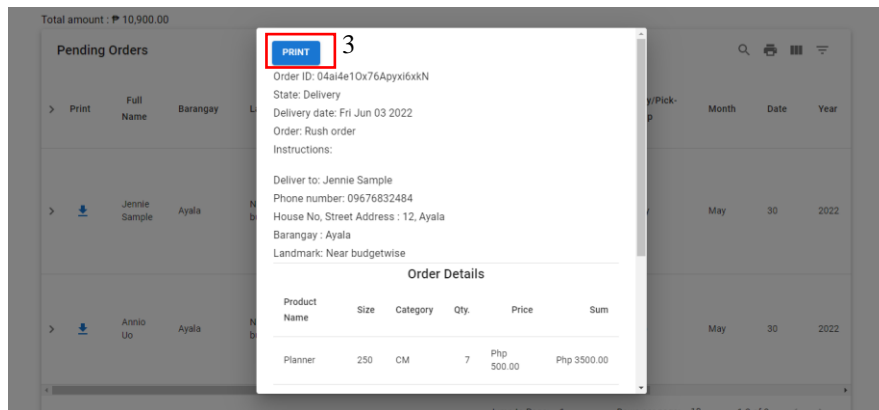 Total amount : ₱ 10,900.00
Pending Orders
PRINT
3
Order ID: 04ai4e1Ox76Apyxi6xkN
State: Delivery
Delivery date: Fri Jun 03 2022
Order: Rush order
Instructions:
Deliver to: Jennie Sample
Phone number: 09676832484
House No, Street Address : 12, Ayala
Barangay : Ayala
Landmark: Near budgetwise
Order Details
Product Name Size Category Qty. Price Sum
Planner 250 CM 7 Php 500.00 Php 3500.00
Print Full Name Barangay Month Date Year
Jennie Sample Ayala May 30 2022
Annio Uo Ayala May 30 2022